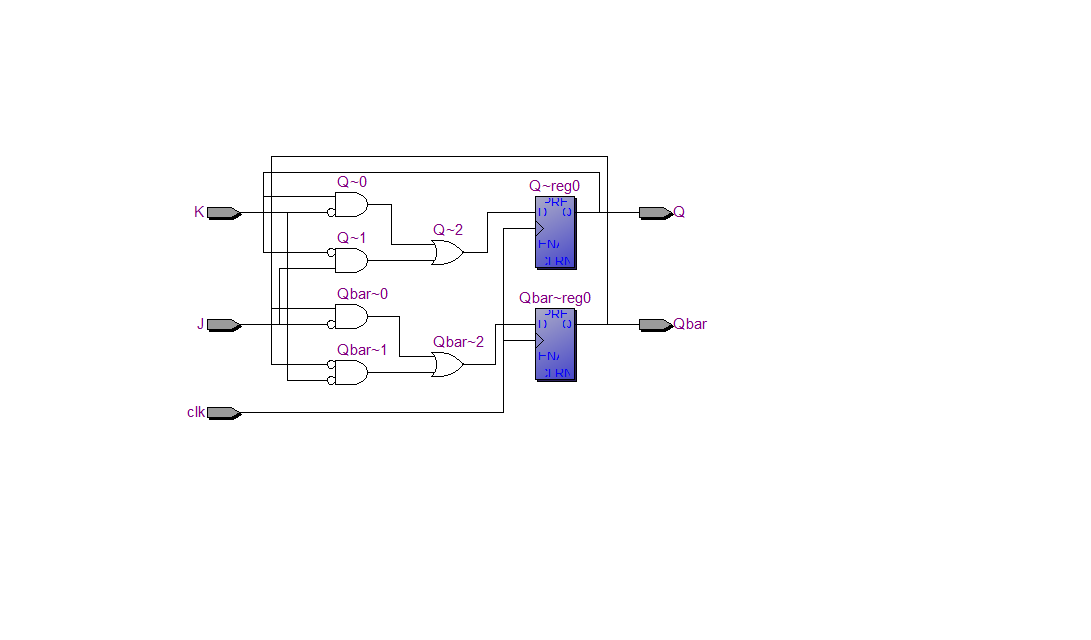 Q~0
Q~reg0
K
PRE
D Q
Q
Q~1
Q~2
ENA
CLRN
Qbar~0
Qbar~reg0
J
PRE
D Q
Qbar
Qbar~1
Qbar~2
ENA
CLRN
clk